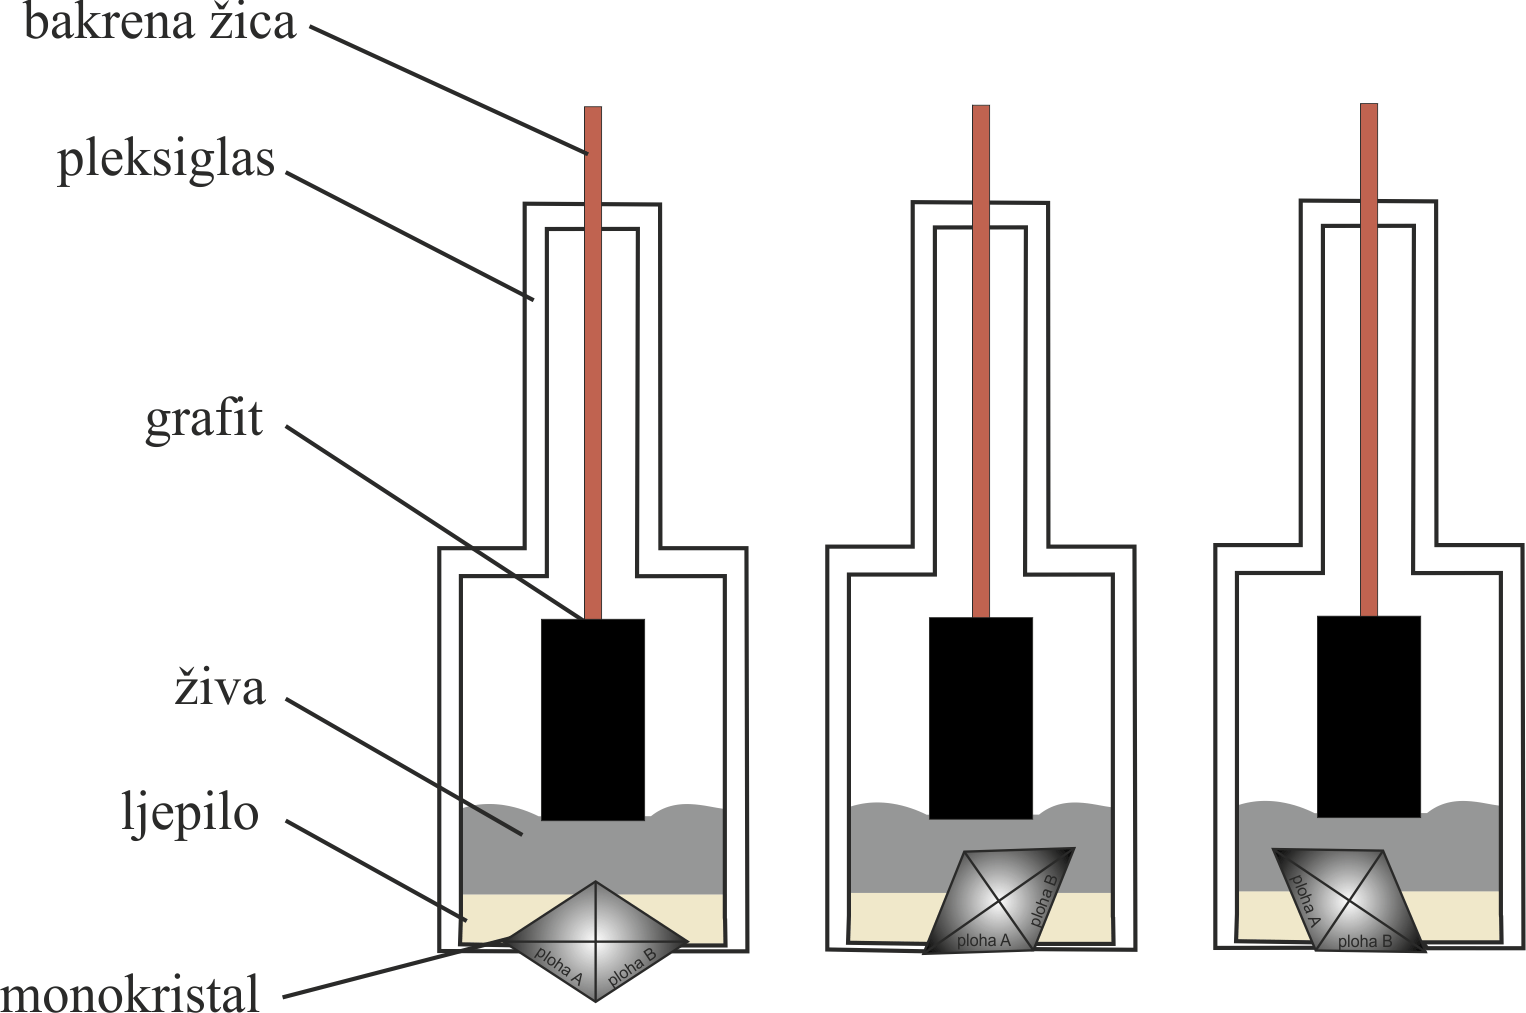 bakrena žica
pleksiglas
grafit
živa
ljepilo
monokristal
ploha A
ploha B
ploha A
ploha B
ploha A
ploha B